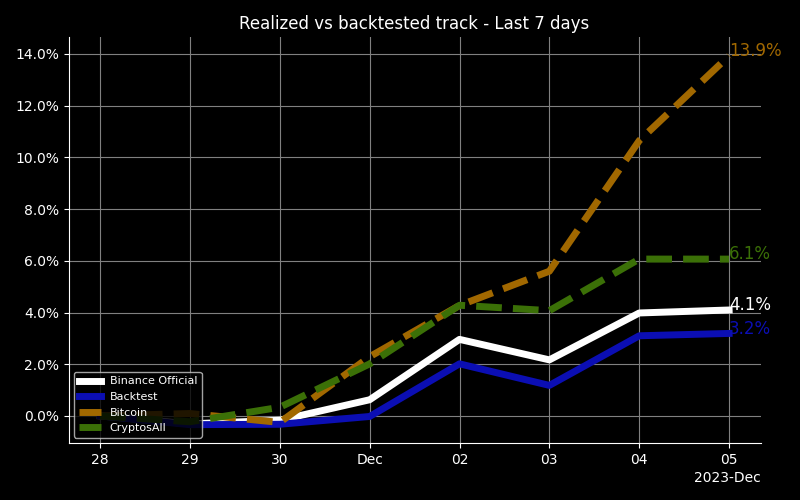 Realized vs backtested track - Last 7 days
14.0%
12.0%
10.0%
8.0%
6.0%
4.0%
2.0%
0.0%
13.9%
6.1%
4.1%
3.2%
Binance Official
Backtest
Bitcoin
CryptosAll
28 29 30 Dec 02 03 04 05
2023-Dec